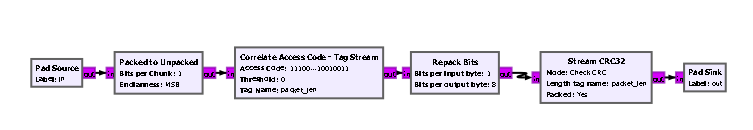 Pad Source
Label: in
out
in
Packed to Unpacked
Bits per Chunk: 1
Endianness: MSB
out
in
Correlate Access Code - Tag Stream
Access Code: 11100...10010011
Threshold: 0
Tag Name: packet_len
out
in
Repack Bits
Bits per input byte: 1
Bits per output byte: 8
out
in
Stream CRC32
Mode: Check CRC
Length tag name: packet_len
Packed: Yes
out
in
Pad Sink
Label: out